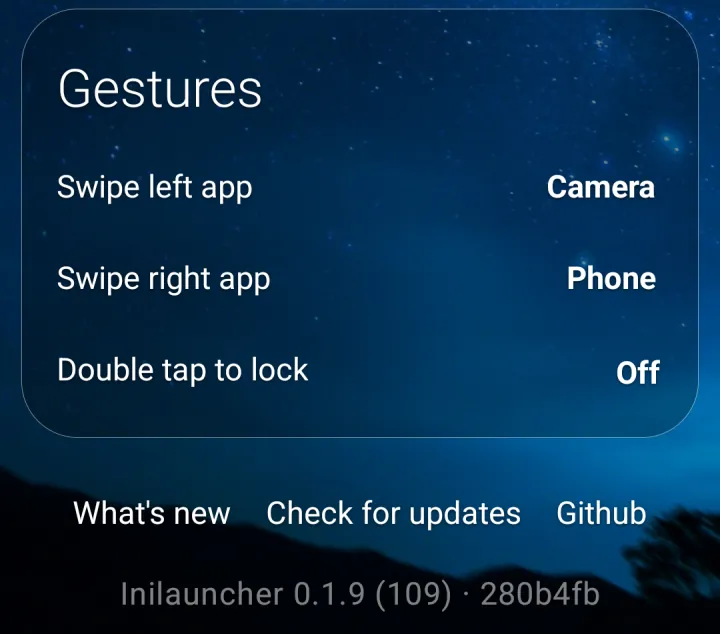 Gestures
Swipe left app Camera
Swipe right app Phone
Double tap to lock Off
What's new Check for updates Github
Inilauncher 0.1.9 (109) · 280b4fb